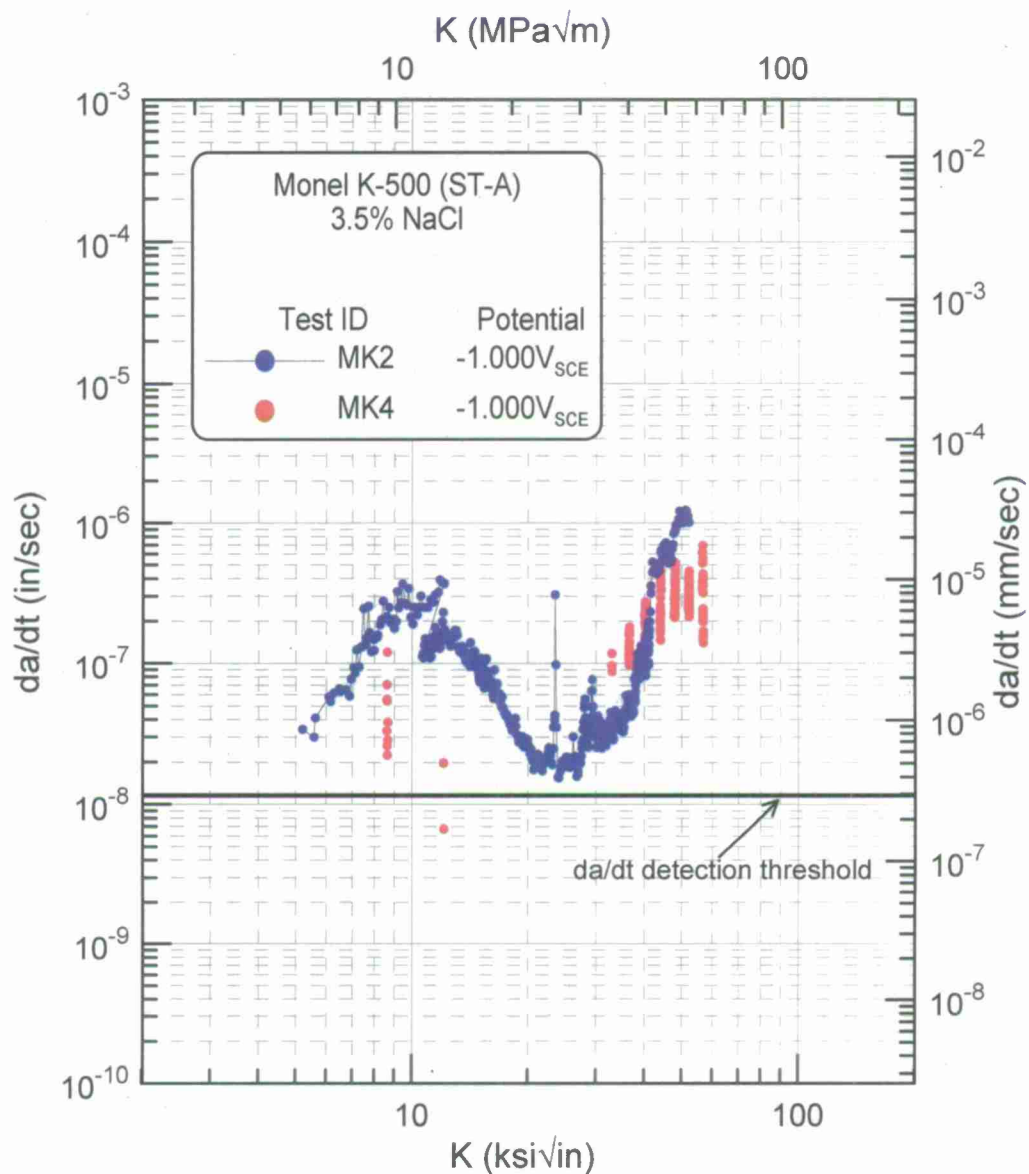 K (MPa√m)
10 100
10⁻³
10⁻⁴
10⁻⁵
10⁻⁶
10⁻⁷
10⁻⁸
10⁻⁹
10⁻¹⁰
da/dt (in/sec)
Monel K-500 (ST-A)
3.5% NaCl
Test ID Potential
MK2 -1.000V_SCE
MK4 -1.000V_SCE
da/dt detection threshold
10⁻²
10⁻³
10⁻⁴
10⁻⁵
10⁻⁶
10⁻⁷
10⁻⁸
da/dt (mm/sec)
10 100
K (ksi√in)